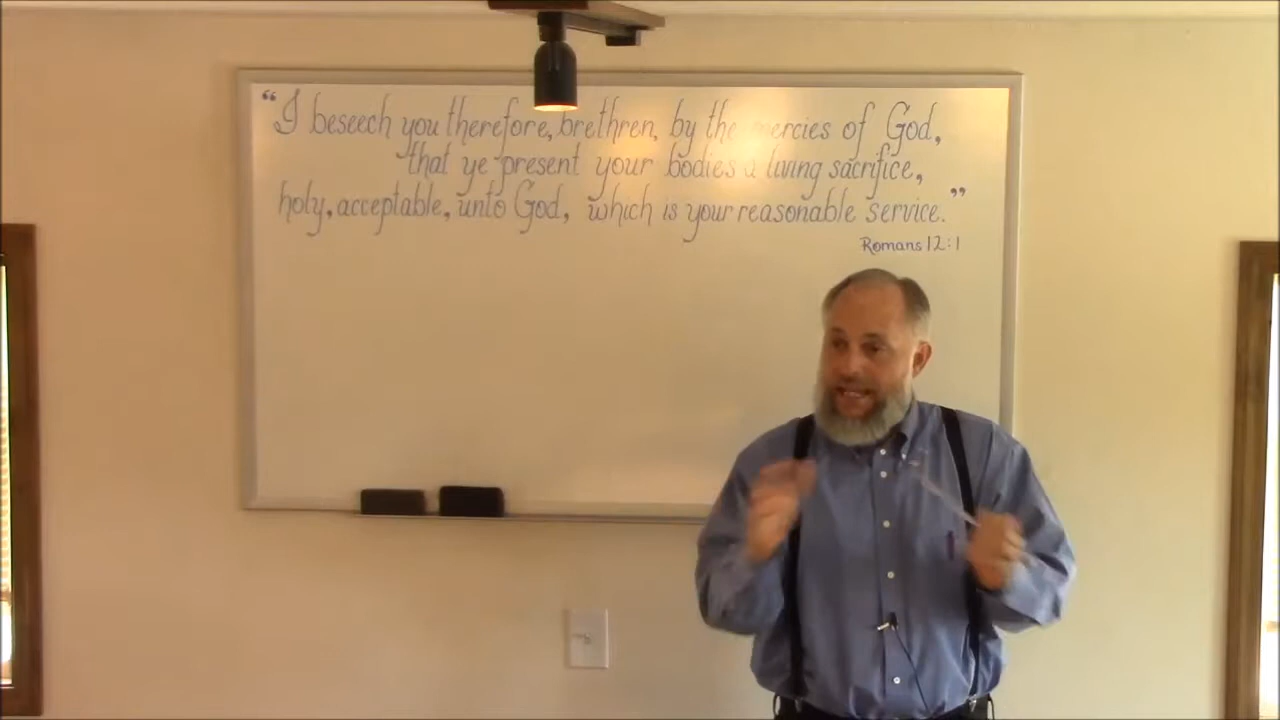 “I beseech you therefore, brethren, by the mercies of God,
that ye present your bodies a living sacrifice,
holy, acceptable, unto God, which is your reasonable service.”
Romans 12:1